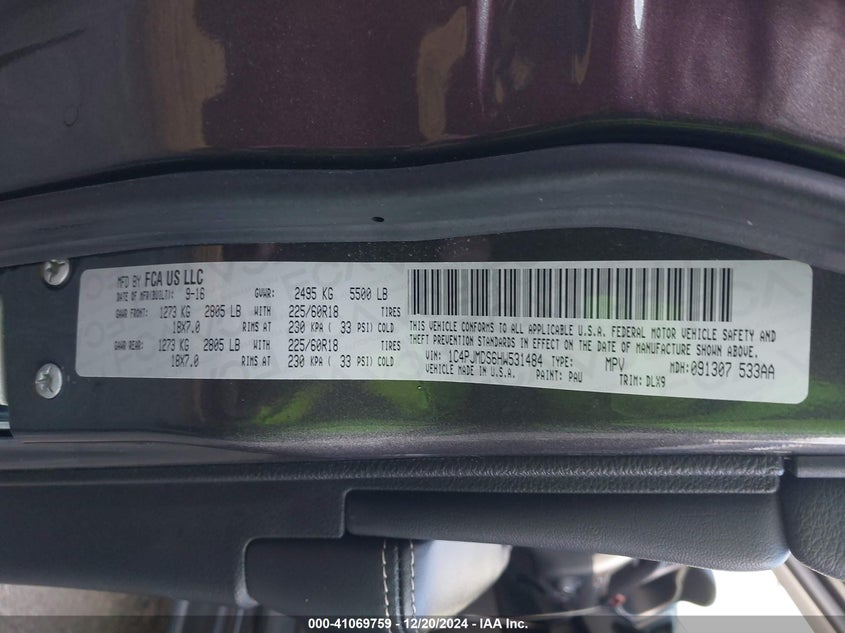 MFD BY FCA US LLC
DATE OF MFR(BUILT): 9-16 GVWR: 2495 KG 5500 LB
GAWR FRONT: 1273 KG 2805 LB WITH 225/60R18 TIRES
18X7.0 RIMS AT 230 KPA ( 33 PSI) COLD
GAWR REAR: 1273 KG 2805 LB WITH 225/60R18 TIRES
18X7.0 RIMS AT 230 KPA ( 33 PSI) COLD
THIS VEHICLE CONFORMS TO ALL APPLICABLE U.S.A. FEDERAL MOTOR VEHICLE SAFETY AND
THEFT PREVENTION STANDARDS IN EFFECT ON THE DATE OF MANUFACTURE SHOWN ABOVE.
VIN: 1C4PJMDS6HW531484 TYPE: MPV MDH: 091307 533AA
VEHICLE MADE IN U.S.A. PAINT: PAU TRIM: DLX9
000-41069759 - 12/20/2024 - IAA Inc.